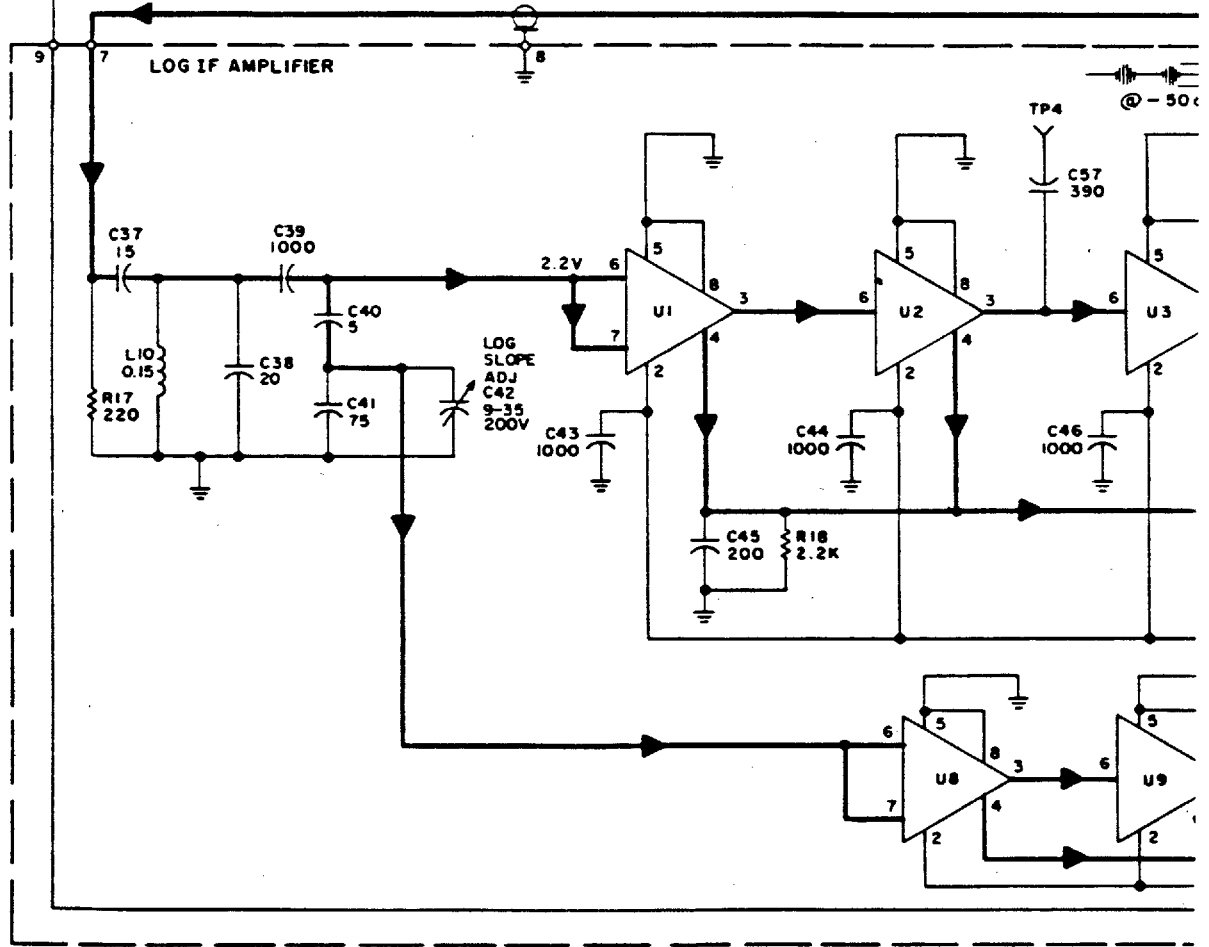 9
7
8
LOG IF AMPLIFIER
@ - 50
TP4
C57
390
C37
15
C39
1000
2.2V
6
7
5
8
U1
3
4
2
6
5
8
U2
3
4
2
6
5
U3
2
C40
5
L10
0.15
C38
20
R17
220
C41
75
LOG
SLOPE
ADJ
C42
9-35
200V
C43
1000
C44
1000
C46
1000
C45
200
R18
2.2K
6
7
5
8
U8
3
4
2
6
5
U9
2